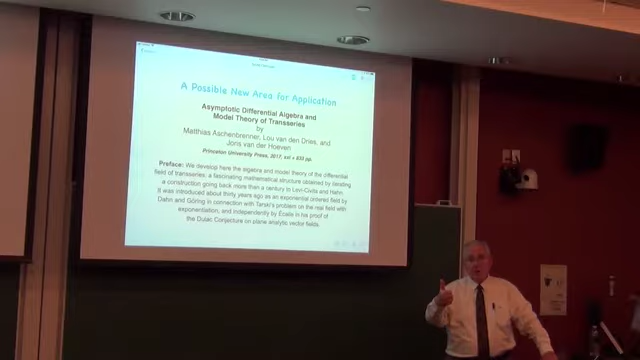 A Possible New Area for Application
Asymptotic Differential Algebra and
Model Theory of Transseries
by
Matthias Aschenbrenner, Lou van den Dries, and
Joris van der Hoeven
Princeton University Press, 2017, xxi + 833 pp.
Preface: We develop here the algebra and model theory of the differential
field of transseries, a fascinating mathematical structure obtained by iterating
a construction going back more than a century to Levi-Civita and Hahn.
It was introduced about thirty years ago as an exponential ordered field by
Dahn and Göring in connection with Tarski's problem on the real field with
exponentiation, and independently by Écalle in his proof of
the Dulac Conjecture on plane analytic vector fields.